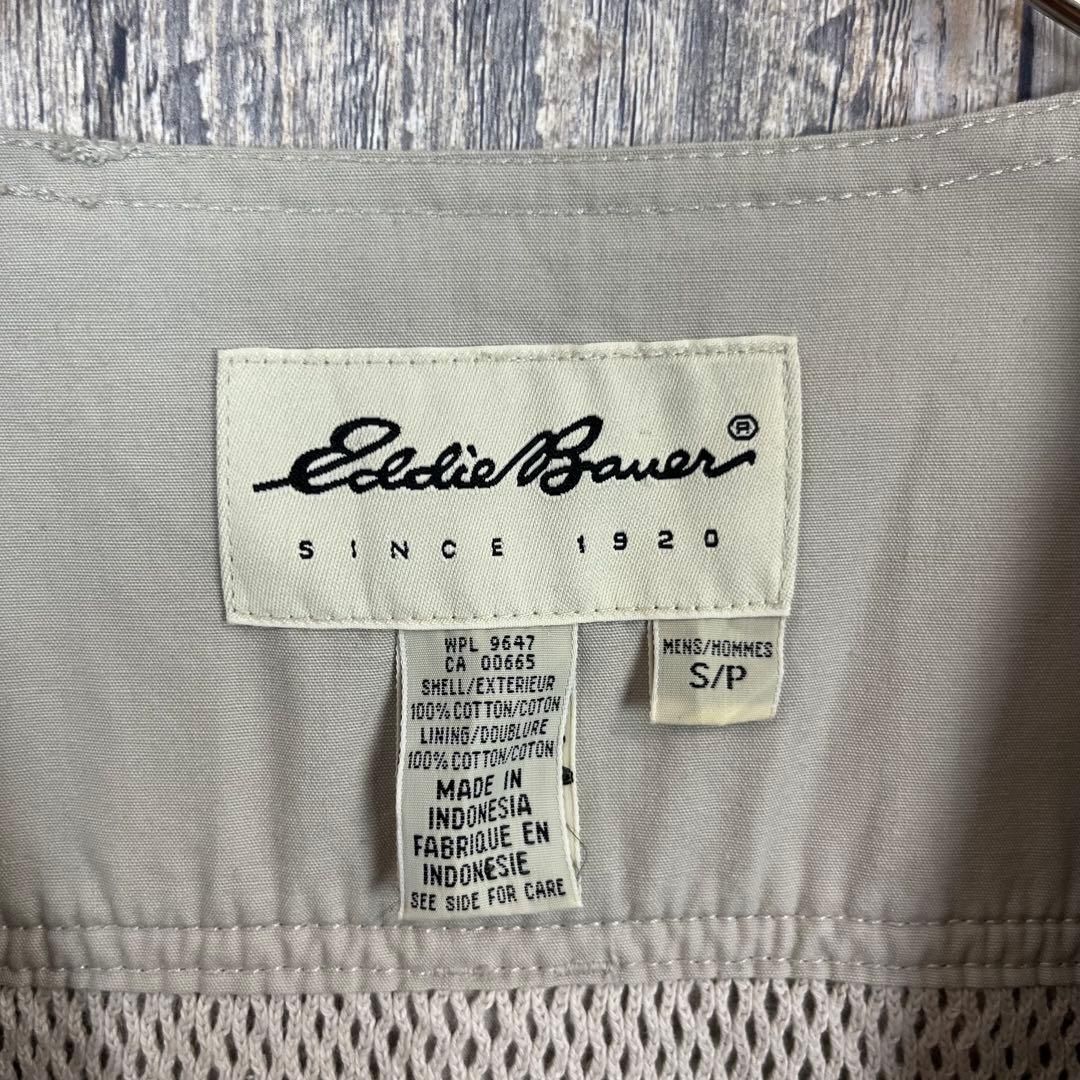 Eddie Bauer®
SINCE 1920
WPL 9647
CA 00665
SHELL/EXTERIEUR
100% COTTON/COTON
LINING/DOUBLURE
100% COTTON/COTON
MADE IN
INDONESIA
FABRIQUE EN
INDONESIE
SEE SIDE FOR CARE
MENS/HOMMES
S/P